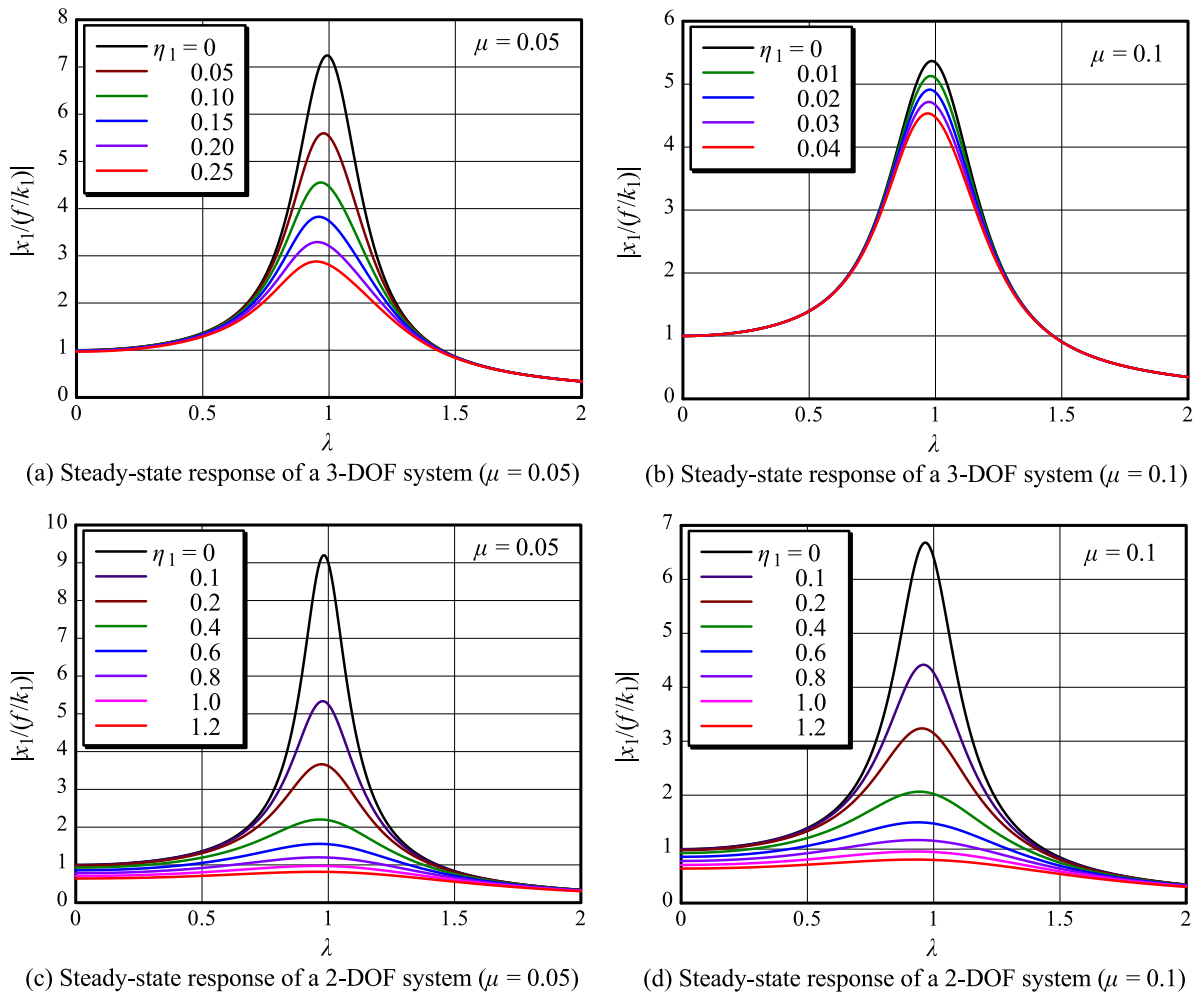 8
7
6
5
4
3
2
1
0
|x₁/(f/k₁)|
η₁ = 0
0.05
0.10
0.15
0.20
0.25
μ = 0.05
0 0.5 1 1.5 2
λ
(a) Steady-state response of a 3-DOF system (μ = 0.05)
6
5
4
3
2
1
0
|x₁/(f/k₁)|
η₁ = 0
0.01
0.02
0.03
0.04
μ = 0.1
0 0.5 1 1.5 2
λ
(b) Steady-state response of a 3-DOF system (μ = 0.1)
10
9
8
7
6
5
4
3
2
1
0
|x₁/(f/k₁)|
η₁ = 0
0.1
0.2
0.4
0.6
0.8
1.0
1.2
μ = 0.05
0 0.5 1 1.5 2
λ
(c) Steady-state response of a 2-DOF system (μ = 0.05)
7
6
5
4
3
2
1
0
|x₁/(f/k₁)|
η₁ = 0
0.1
0.2
0.4
0.6
0.8
1.0
1.2
μ = 0.1
0 0.5 1 1.5 2
λ
(d) Steady-state response of a 2-DOF system (μ = 0.1)